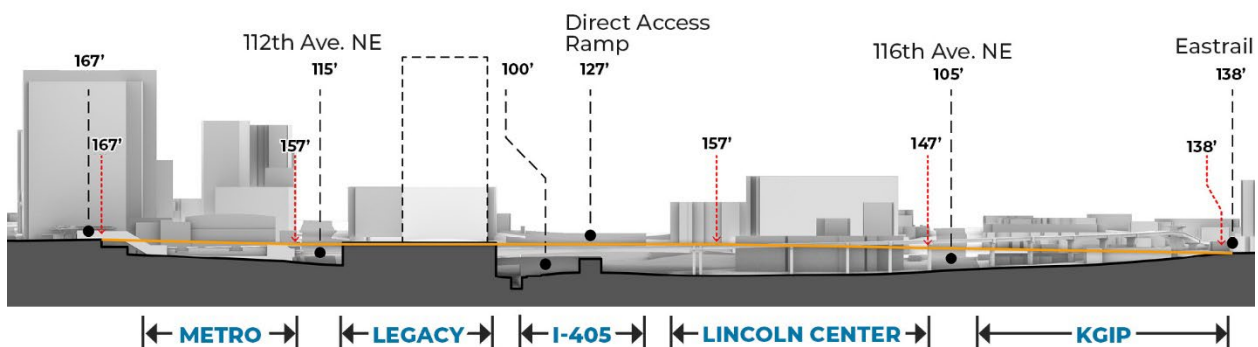 167’
112th Ave. NE
115’
100’
Direct Access
Ramp
127’
116th Ave. NE
105’
Eastrail
138’
167’
157’
157’
147’
138’
METRO
LEGACY
I-405
LINCOLN CENTER
KGIP